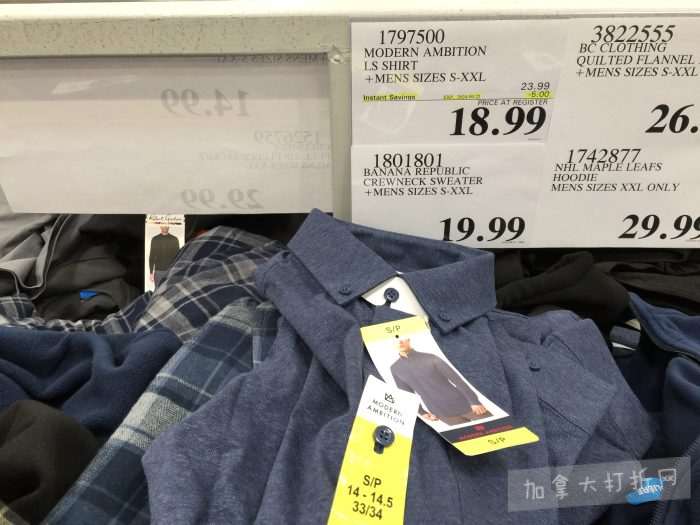 1797500
MODERN AMBITION
LS SHIRT
+MENS SIZES S-XXL
23.99
Instant Savings
-5.00
PRICE AT REGISTER
18.99
3822555
BC CLOTHING
QUILTED FLANNEL
+MENS SIZES S-XXL
26.
1801801
BANANA REPUBLIC
CREWNECK SWEATER
+MENS SIZES S-XXL
19.99
1742877
NHL MAPLE LEAFS
HOODIE
MENS SIZES XXL ONLY
29.99
14.99
29.99
S/P
S/P
MODERN
AMBITION
S/P
14 - 14.5
33/34
加拿大打折网